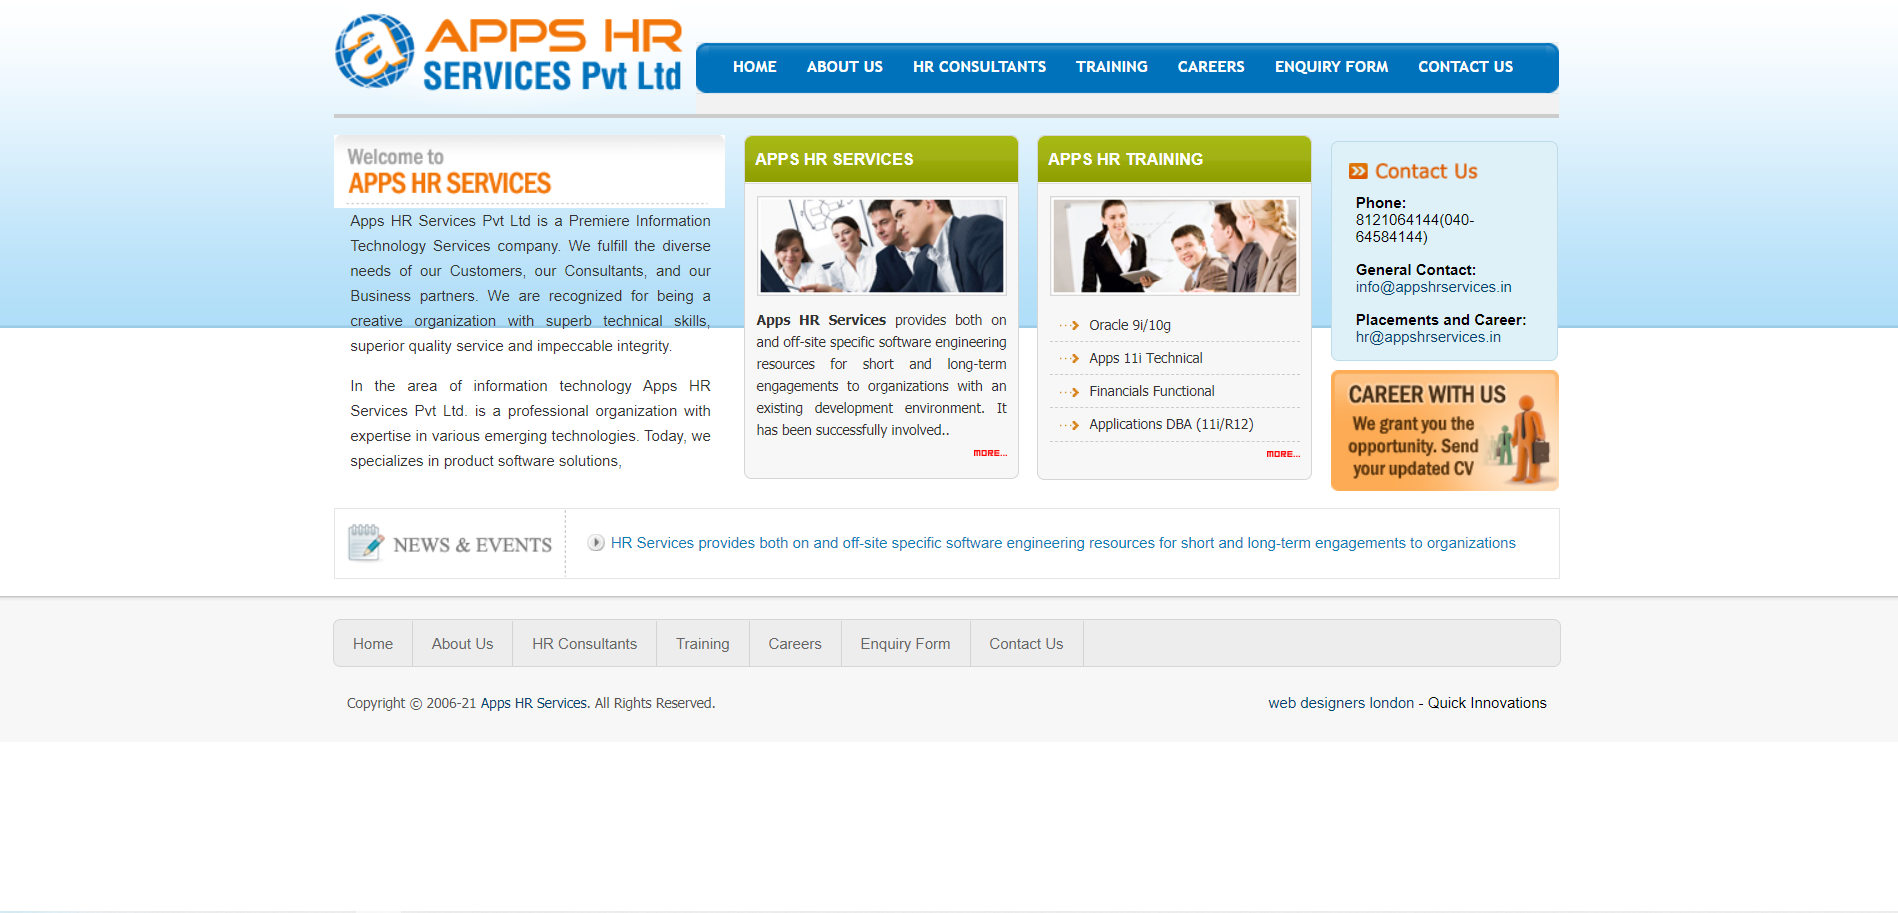 APPS HR
SERVICES Pvt Ltd
HOME ABOUT US HR CONSULTANTS TRAINING CAREERS ENQUIRY FORM CONTACT US
Welcome to
APPS HR SERVICES
Apps HR Services Pvt Ltd is a Premiere Information
Technology Services company. We fulfill the diverse
needs of our Customers, our Consultants, and our
Business partners. We are recognized for being a
creative organization with superb technical skills,
superior quality service and impeccable integrity.
In the area of information technology Apps HR
Services Pvt Ltd. is a professional organization with
expertise in various emerging technologies. Today, we
specializes in product software solutions,
APPS HR SERVICES
Apps HR Services provides both on
and off-site specific software engineering
resources for short and long-term
engagements to organizations with an
existing development environment. It
has been successfully involved..
MORE...
APPS HR TRAINING
Oracle 9i/10g
Apps 11i Technical
Financials Functional
Applications DBA (11i/R12)
MORE...
Contact Us
Phone:
8121064144(040-
64584144)
General Contact:
info@appshrservices.in
Placements and Career:
hr@appshrservices.in
CAREER WITH US
We grant you the
opportunity. Send
your updated CV
NEWS & EVENTS
HR Services provides both on and off-site specific software engineering resources for short and long-term engagements to organizations
Home About Us HR Consultants Training Careers Enquiry Form Contact Us
Copyright © 2006-21 Apps HR Services. All Rights Reserved.
web designers london - Quick Innovations